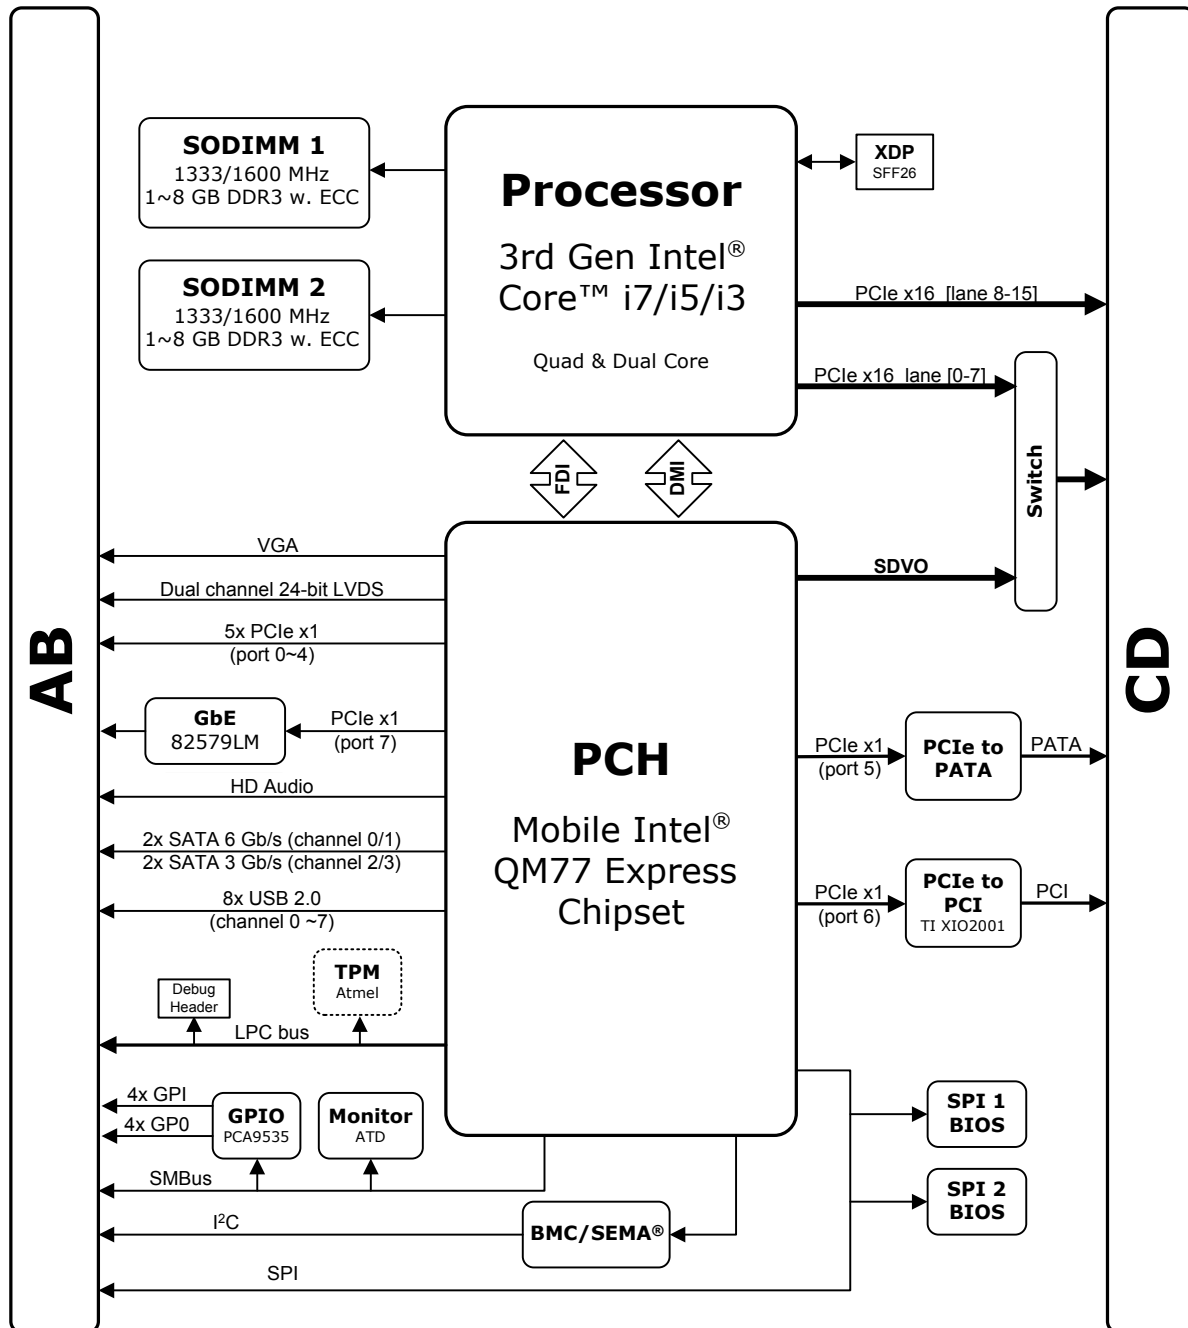 AB
CD
SODIMM 1
1333/1600 MHz
1~8 GB DDR3 w. ECC
SODIMM 2
1333/1600 MHz
1~8 GB DDR3 w. ECC
Processor
3rd Gen Intel®
Core™ i7/i5/i3
Quad & Dual Core
XDP
SFF26
PCIe x16 [lane 8-15]
PCIe x16 lane [0-7]
Switch
FDI
DMI
SDVO
VGA
Dual channel 24-bit LVDS
5x PCIe x1
(port 0~4)
GbE
82579LM
PCIe x1
(port 7)
HD Audio
2x SATA 6 Gb/s (channel 0/1)
2x SATA 3 Gb/s (channel 2/3)
8x USB 2.0
(channel 0 ~7)
PCH
Mobile Intel®
QM77 Express
Chipset
PCIe x1
(port 5)
PCIe to
PATA
PATA
PCIe x1
(port 6)
PCIe to
PCI
TI XIO2001
PCI
Debug
Header
TPM
Atmel
LPC bus
4x GPI
4x GP0
GPIO
PCA9535
Monitor
ATD
SMBus
I²C
BMC/SEMA®
SPI
SPI 1
BIOS
SPI 2
BIOS